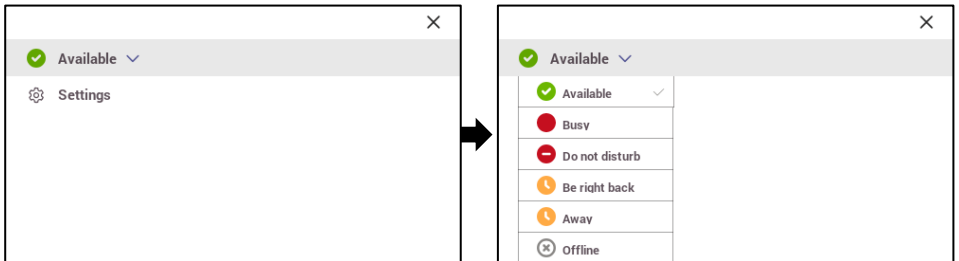 Available
Settings
Available
Available
Busy
Do not disturb
Be right back
Away
Offline